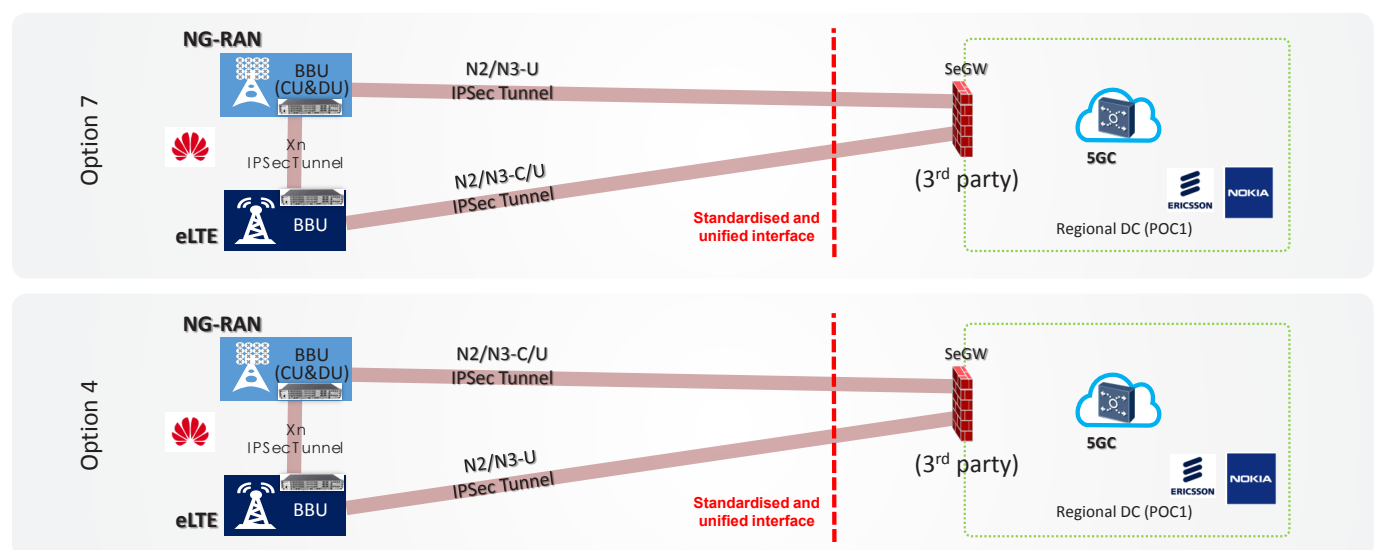 Option 7
NG-RAN
BBU
(CU&DU)
Xn
IPSecTunnel
BBU
eLTE
N2/N3-U
IPSec Tunnel
N2/N3-C/U
IPSec Tunnel
Standardised and
unified interface
SeGW
(3rd party)
5GC
ERICSSON
NOKIA
Regional DC (POC1)
Option 4
NG-RAN
BBU
(CU&DU)
Xn
IPSecTunnel
BBU
eLTE
N2/N3-C/U
IPSec Tunnel
N2/N3-U
IPSec Tunnel
Standardised and
unified interface
SeGW
(3rd party)
5GC
ERICSSON
NOKIA
Regional DC (POC1)